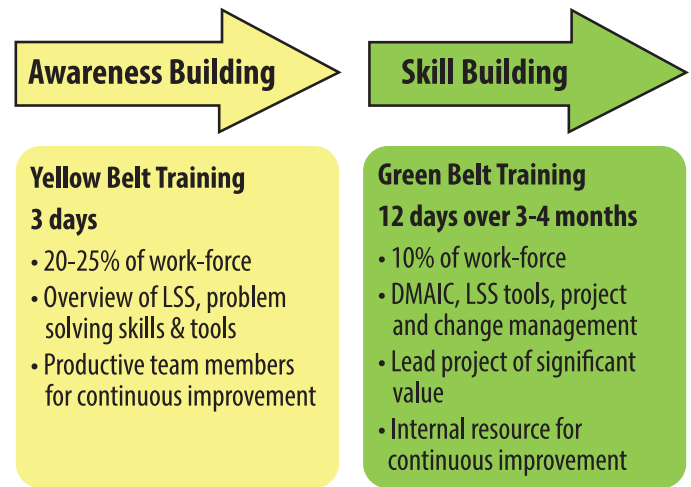 Awareness Building
Skill Building
Yellow Belt Training
3 days
• 20-25% of work-force
• Overview of LSS, problem
solving skills & tools
• Productive team members
for continuous improvement
Green Belt Training
12 days over 3-4 months
• 10% of work-force
• DMAIC, LSS tools, project
and change management
• Lead project of significant
value
• Internal resource for
continuous improvement